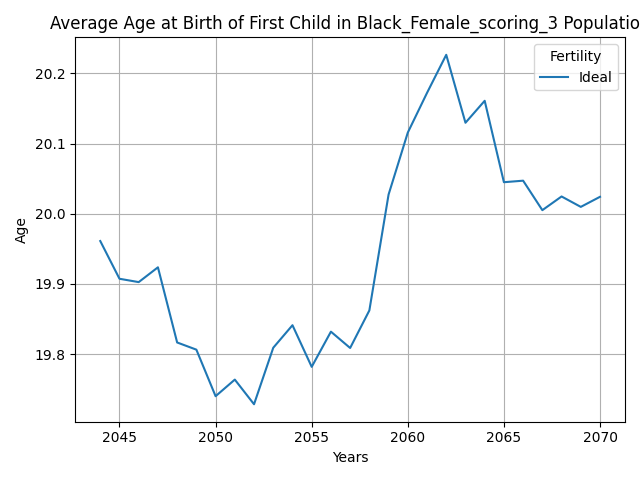 Average Age at Birth of First Child in Black_Female_scoring_3 Populatio
Fertility
Ideal
20.2
20.1
20.0
19.9
19.8
Age
2045 2050 2055 2060 2065 2070
Years